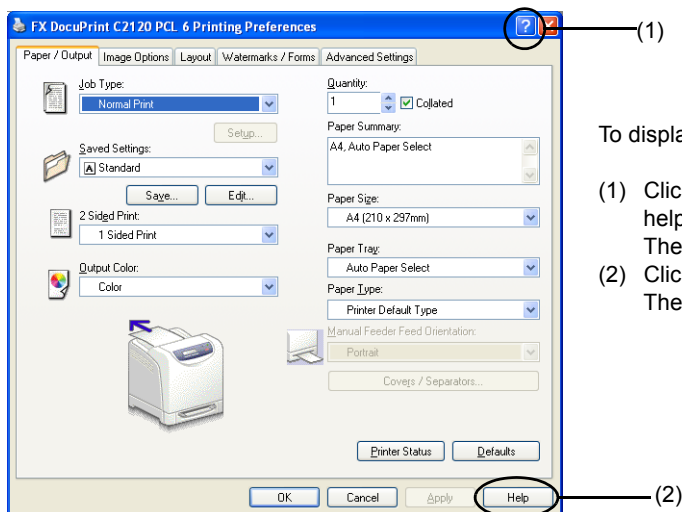 FX DocuPrint C2120 PCL 6 Printing Preferences
?
(1)
Paper / Output Image Options Layout Watermarks / Forms Advanced Settings
Job Type:
Normal Print
Setup...
Saved Settings:
A Standard
Save... Edit...
2 Sided Print:
1 Sided Print
Output Color:
Color
Quantity:
1
Collated
Paper Summary:
A4, Auto Paper Select
Paper Size:
A4 (210 x 297mm)
Paper Tray:
Auto Paper Select
Paper Type:
Printer Default Type
Manual Feeder Feed Orientation:
Portrait
Covers / Separators...
Printer Status Defaults
OK Cancel Apply Help
(2)
To displa
(1) Clic
help
The
(2) Clic
The